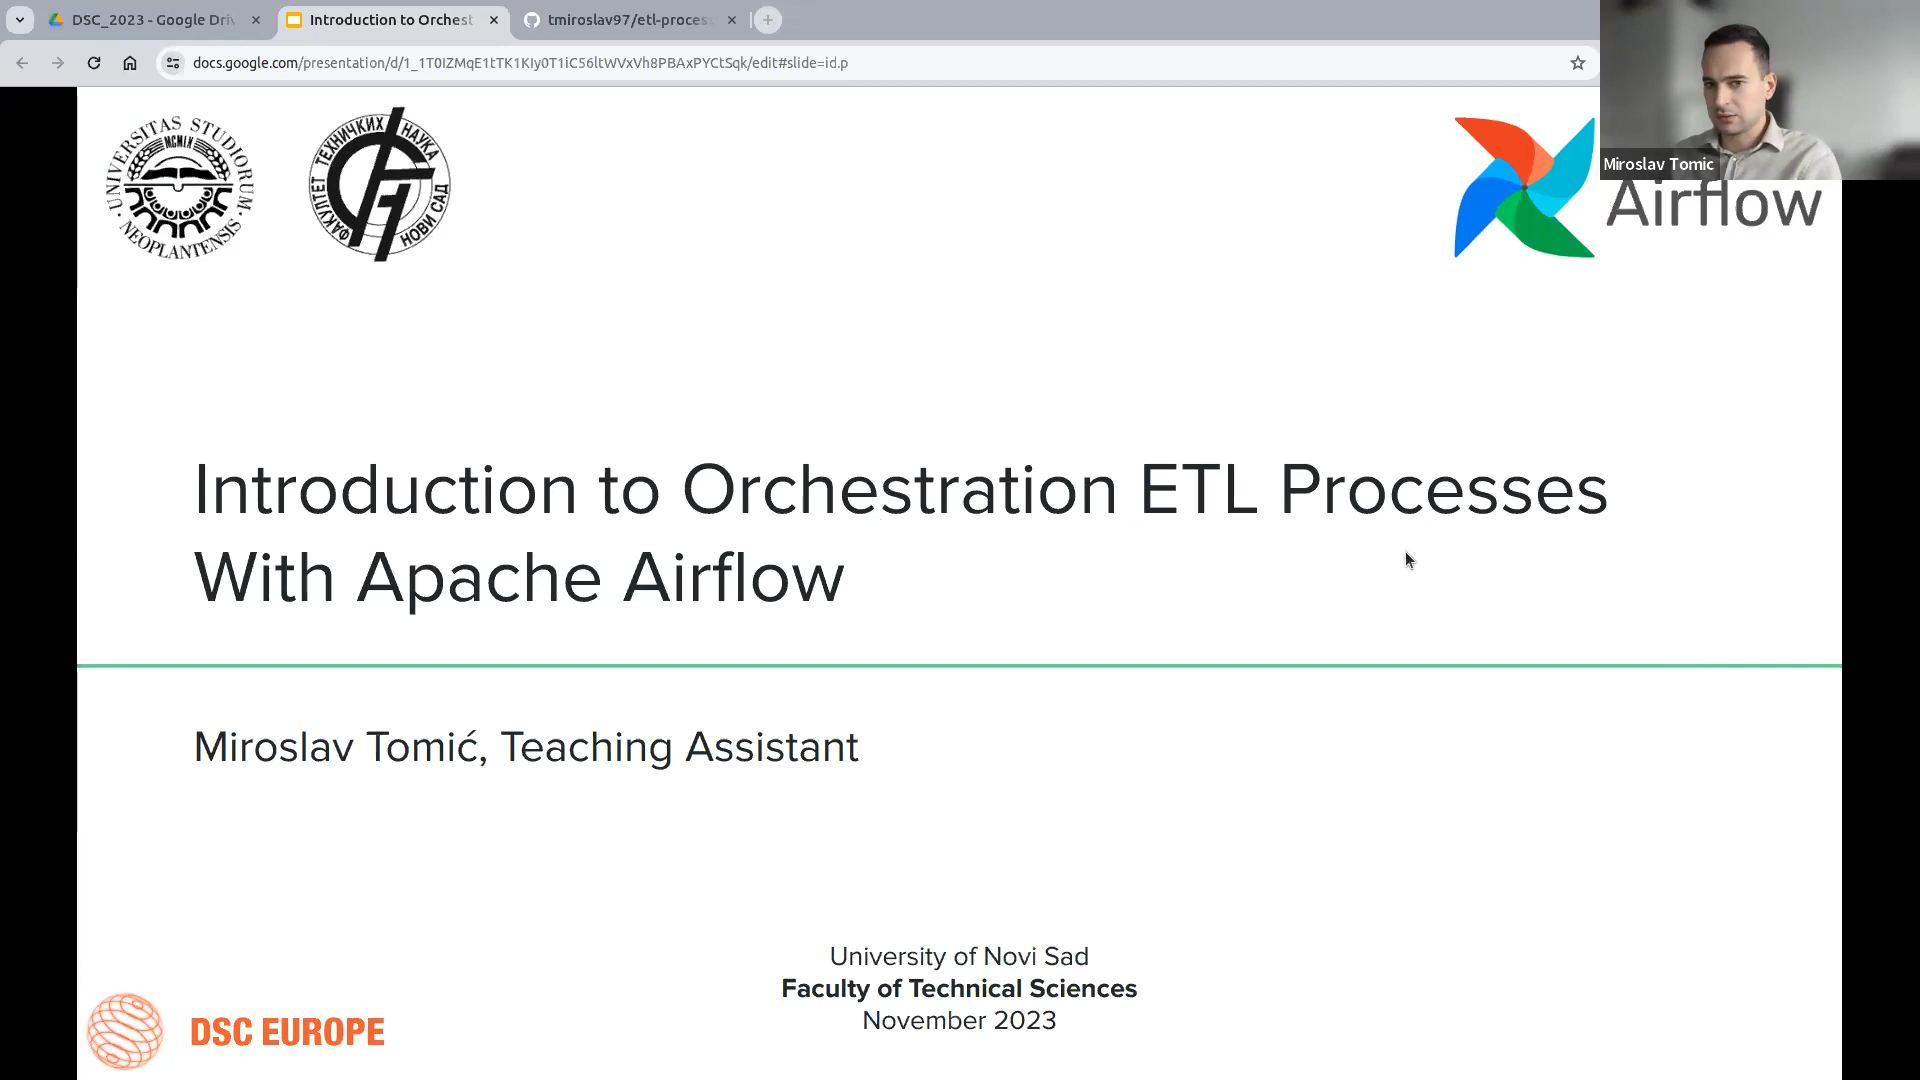 DSC_2023 - Google Driv
Introduction to Orchest
tmiroslav97/etl-process
docs.google.com/presentation/d/1_1T0IZMqE1tTK1KIy0T1iC56ltWVxVh8PBAxPYCtSqk/edit#slide=id.p
Miroslav Tomic
UNIVERSITAS STUDIORUM
MCMLX
NEOPLANTENSIS
ФАКУЛТЕТ ТЕХНИЧКИХ НАУКА
НОВИ САД
Airflow
Introduction to Orchestration ETL Processes
With Apache Airflow
Miroslav Tomić, Teaching Assistant
University of Novi Sad
Faculty of Technical Sciences
November 2023
DSC EUROPE